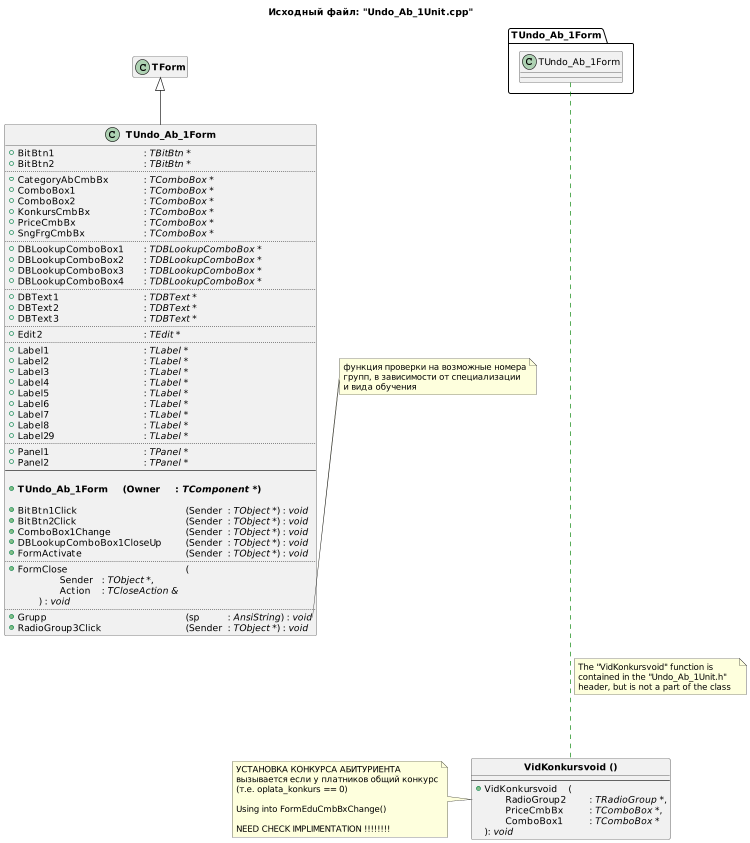 Исходный файл: "Undo_Ab_1Unit.cpp"
TUndo_Ab_1Form
C TUndo_Ab_1Form
C TForm
C TUndo_Ab_1Form
BitBtn1 : TBitBtn *
BitBtn2 : TBitBtn *
CategoryAbCmbBx : TComboBox *
ComboBox1 : TComboBox *
ComboBox2 : TComboBox *
KonkursCmbBx : TComboBox *
PriceCmbBx : TComboBox *
SngFrgCmbBx : TComboBox *
DBLookupComboBox1 : TDBLookupComboBox *
DBLookupComboBox2 : TDBLookupComboBox *
DBLookupComboBox3 : TDBLookupComboBox *
DBLookupComboBox4 : TDBLookupComboBox *
DBText1 : TDBText *
DBText2 : TDBText *
DBText3 : TDBText *
Edit2 : TEdit *
Label1 : TLabel *
Label2 : TLabel *
Label3 : TLabel *
Label4 : TLabel *
Label5 : TLabel *
Label6 : TLabel *
Label7 : TLabel *
Label8 : TLabel *
Label29 : TLabel *
Panel1 : TPanel *
Panel2 : TPanel *
TUndo_Ab_1Form (Owner : TComponent *)
BitBtn1Click (Sender : TObject *) : void
BitBtn2Click (Sender : TObject *) : void
ComboBox1Change (Sender : TObject *) : void
DBLookupComboBox1CloseUp (Sender : TObject *) : void
FormActivate (Sender : TObject *) : void
FormClose (
Sender : TObject *,
Action : TCloseAction &
) : void
Grupp (sp : AnsiString) : void
RadioGroup3Click (Sender : TObject *) : void
функция проверки на возможные номера
групп, в зависимости от специализации
и вида обучения
The "VidKonkursvoid" function is
contained in the "Undo_Ab_1Unit.h"
header, but is not a part of the class
УСТАНОВКА КОНКУРСА АБИТУРИЕНТА
вызывается если у платников общий конкурс
(т.е. oplata_konkurs == 0)
Using into FormEduCmbBxChange()
NEED CHECK IMPLIMENTATION !!!!!!!!
VidKonkursvoid ()
VidKonkursvoid (
RadioGroup2 : TRadioGroup *,
PriceCmbBx : TComboBox *,
ComboBox1 : TComboBox *
): void